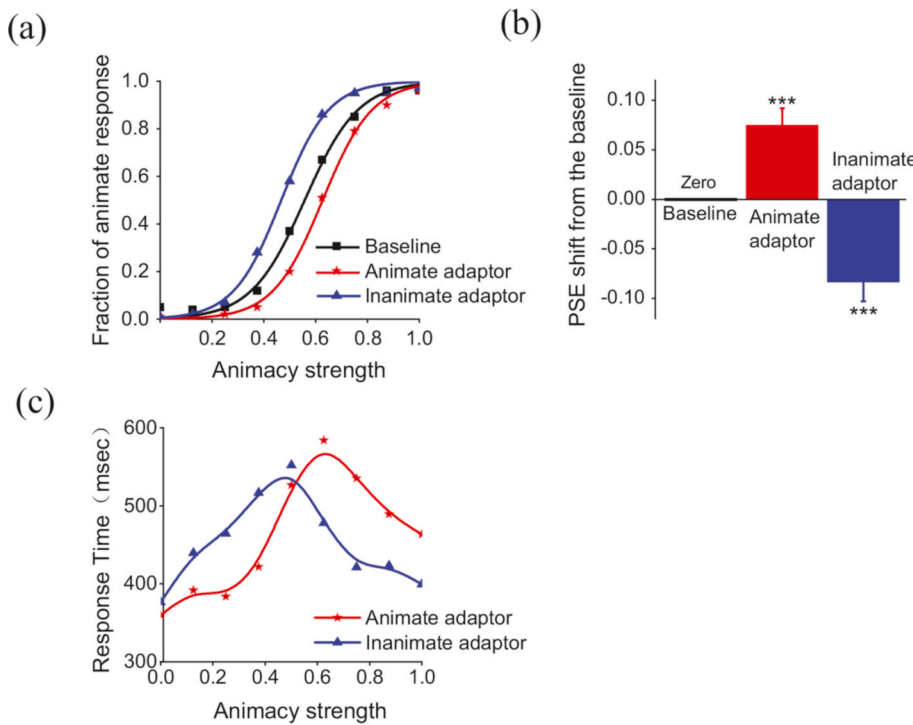 (a)
Fraction of animate response
1.0
0.8
0.6
0.4
0.2
0.0
0.2 0.4 0.6 0.8 1.0
Animacy strength
Baseline
Animate adaptor
Inanimate adaptor
(b)
PSE shift from the baseline
0.10
0.05
0.00
-0.05
-0.10
***
Zero
Baseline
Animate
adaptor
Inanimate
adaptor
***
(c)
Response Time (msec)
600
500
400
300
0.0 0.2 0.4 0.6 0.8 1.0
Animacy strength
Animate adaptor
Inanimate adaptor